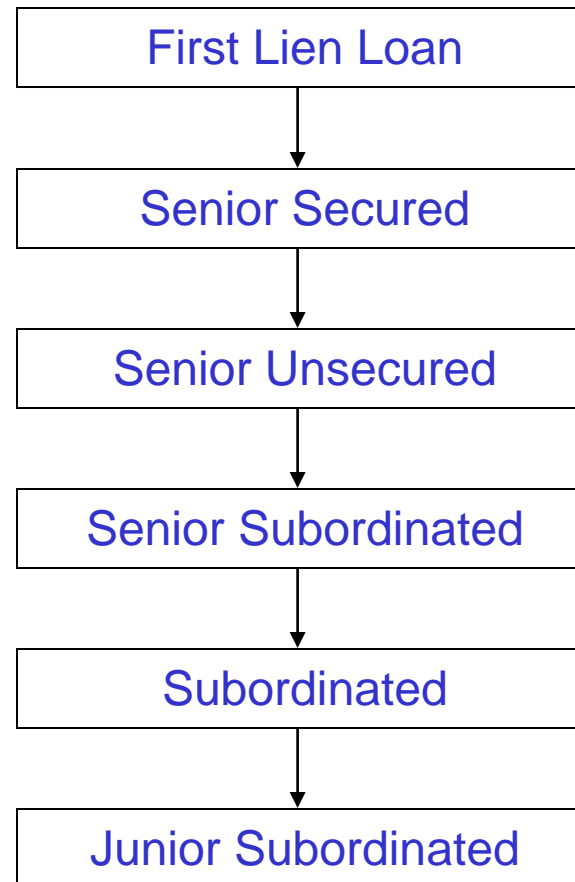 First Lien Loan
Senior Secured
Senior Unsecured
Senior Subordinated
Subordinated
Junior Subordinated